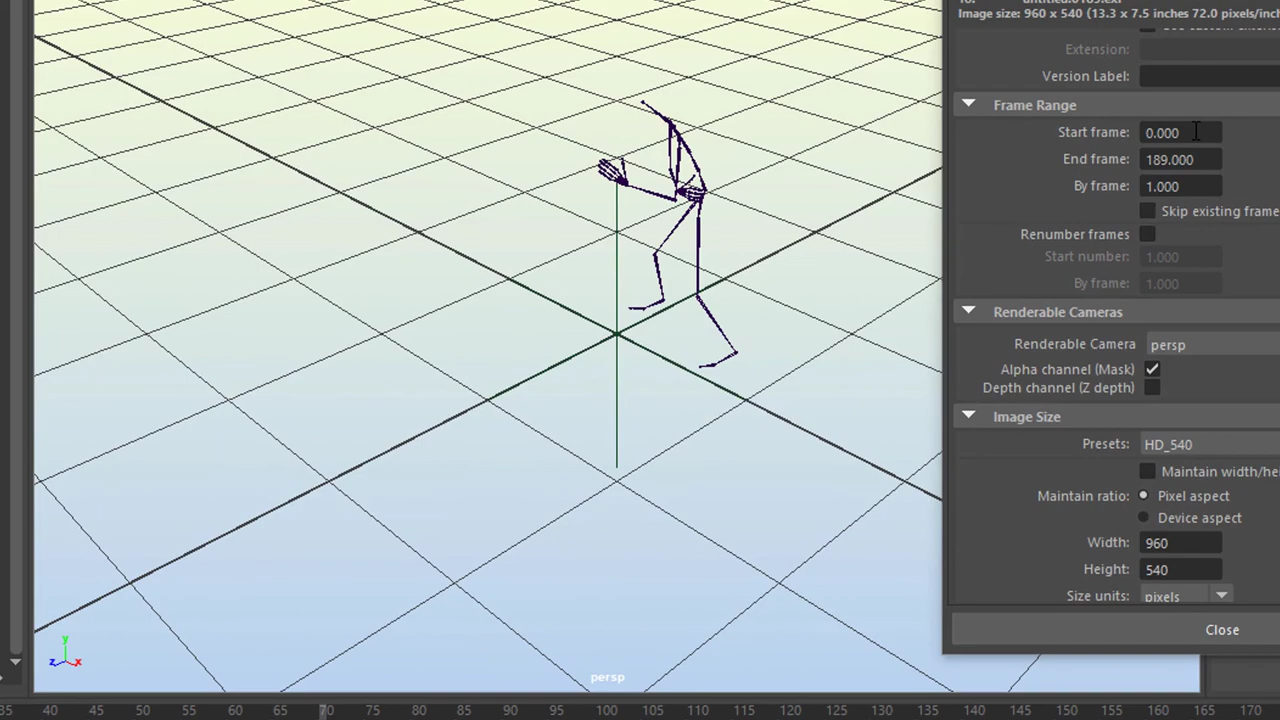 Image size: 960 x 540 (13.3 x 7.5 inches 72.0 pixels/inch
Extension:
Version Label:
Frame Range
Start frame: 0.000
End frame: 189.000
By frame: 1.000
Skip existing frame
Renumber frames
Start number: 1.000
By frame: 1.000
Renderable Cameras
Renderable Camera persp
Alpha channel (Mask)
Depth channel (Z depth)
Image Size
Presets: HD_540
Maintain width/hei
Maintain ratio: Pixel aspect
Device aspect
Width: 960
Height: 540
Size units: pixels
Close
y
z x
persp
35 40 45 50 55 60 65 70 75 80 85 90 95 100 105 110 115 120 125 130 135 140 145 150 155 160 165 170